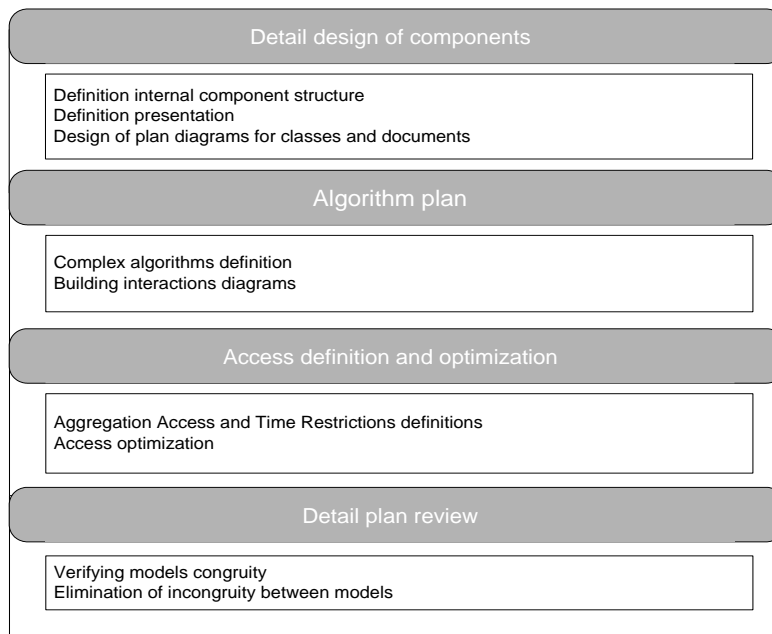 Detail design of components
Definition internal component structure
Definition presentation
Design of plan diagrams for classes and documents
Algorithm plan
Complex algorithms definition
Building interactions diagrams
Access definition and optimization
Aggregation Access and Time Restrictions definitions
Access optimization
Detail plan review
Verifying models congruity
Elimination of incongruity between models